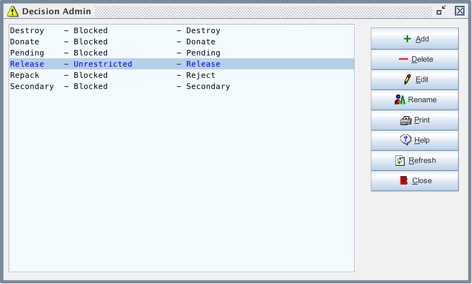 Decision Admin
Destroy - Blocked - Destroy
Donate - Blocked - Donate
Pending - Blocked - Pending
Release - Unrestricted - Release
Repack - Blocked - Reject
Secondary - Blocked - Secondary
Add
Delete
Edit
Rename
Print
Help
Refresh
Close